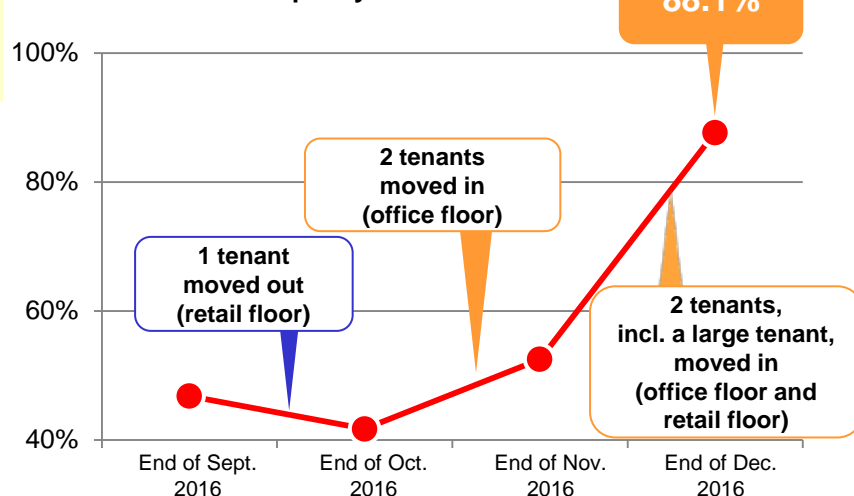 88.1%
100%
80%
60%
40%
2 tenants
moved in
(office floor)
1 tenant
moved out
(retail floor)
2 tenants,
incl. a large tenant,
moved in
(office floor and
retail floor)
End of Sept.
2016
End of Oct.
2016
End of Nov.
2016
End of Dec.
2016